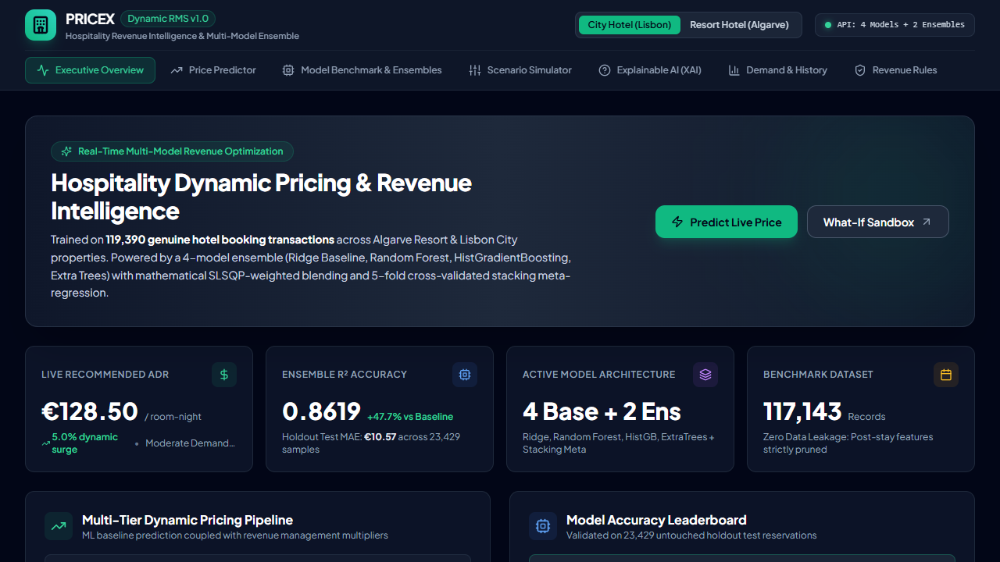 PRICEX
Dynamic RMS v1.0
Hospitality Revenue Intelligence & Multi-Model Ensemble
City Hotel (Lisbon)
Resort Hotel (Algarve)
API: 4 Models + 2 Ensembles
Executive Overview
Price Predictor
Model Benchmark & Ensembles
Scenario Simulator
Explainable AI (XAI)
Demand & History
Revenue Rules
Real-Time Multi-Model Revenue Optimization
Hospitality Dynamic Pricing & Revenue
Intelligence
Trained on 119,390 genuine hotel booking transactions across Algarve Resort & Lisbon City
properties. Powered by a 4-model ensemble (Ridge Baseline, Random Forest, HistGradientBoosting,
Extra Trees) with mathematical SLSQP-weighted blending and 5-fold cross-validated stacking meta-
regression.
Predict Live Price
What-If Sandbox
LIVE RECOMMENDED ADR
€128.50 / room-night
5.0% dynamic
surge
• Moderate Demand...
ENSEMBLE R² ACCURACY
0.8619 +47.7% vs Baseline
Holdout Test MAE: €10.57 across 23,429
samples
ACTIVE MODEL ARCHITECTURE
4 Base + 2 Ens
Ridge, Random Forest, HistGB, ExtraTrees +
Stacking Meta
BENCHMARK DATASET
117,143 Records
Zero Data Leakage: Post-stay features
strictly pruned
Multi-Tier Dynamic Pricing Pipeline
ML baseline prediction coupled with revenue management multipliers
Model Accuracy Leaderboard
Validated on 23,429 untouched holdout test reservations